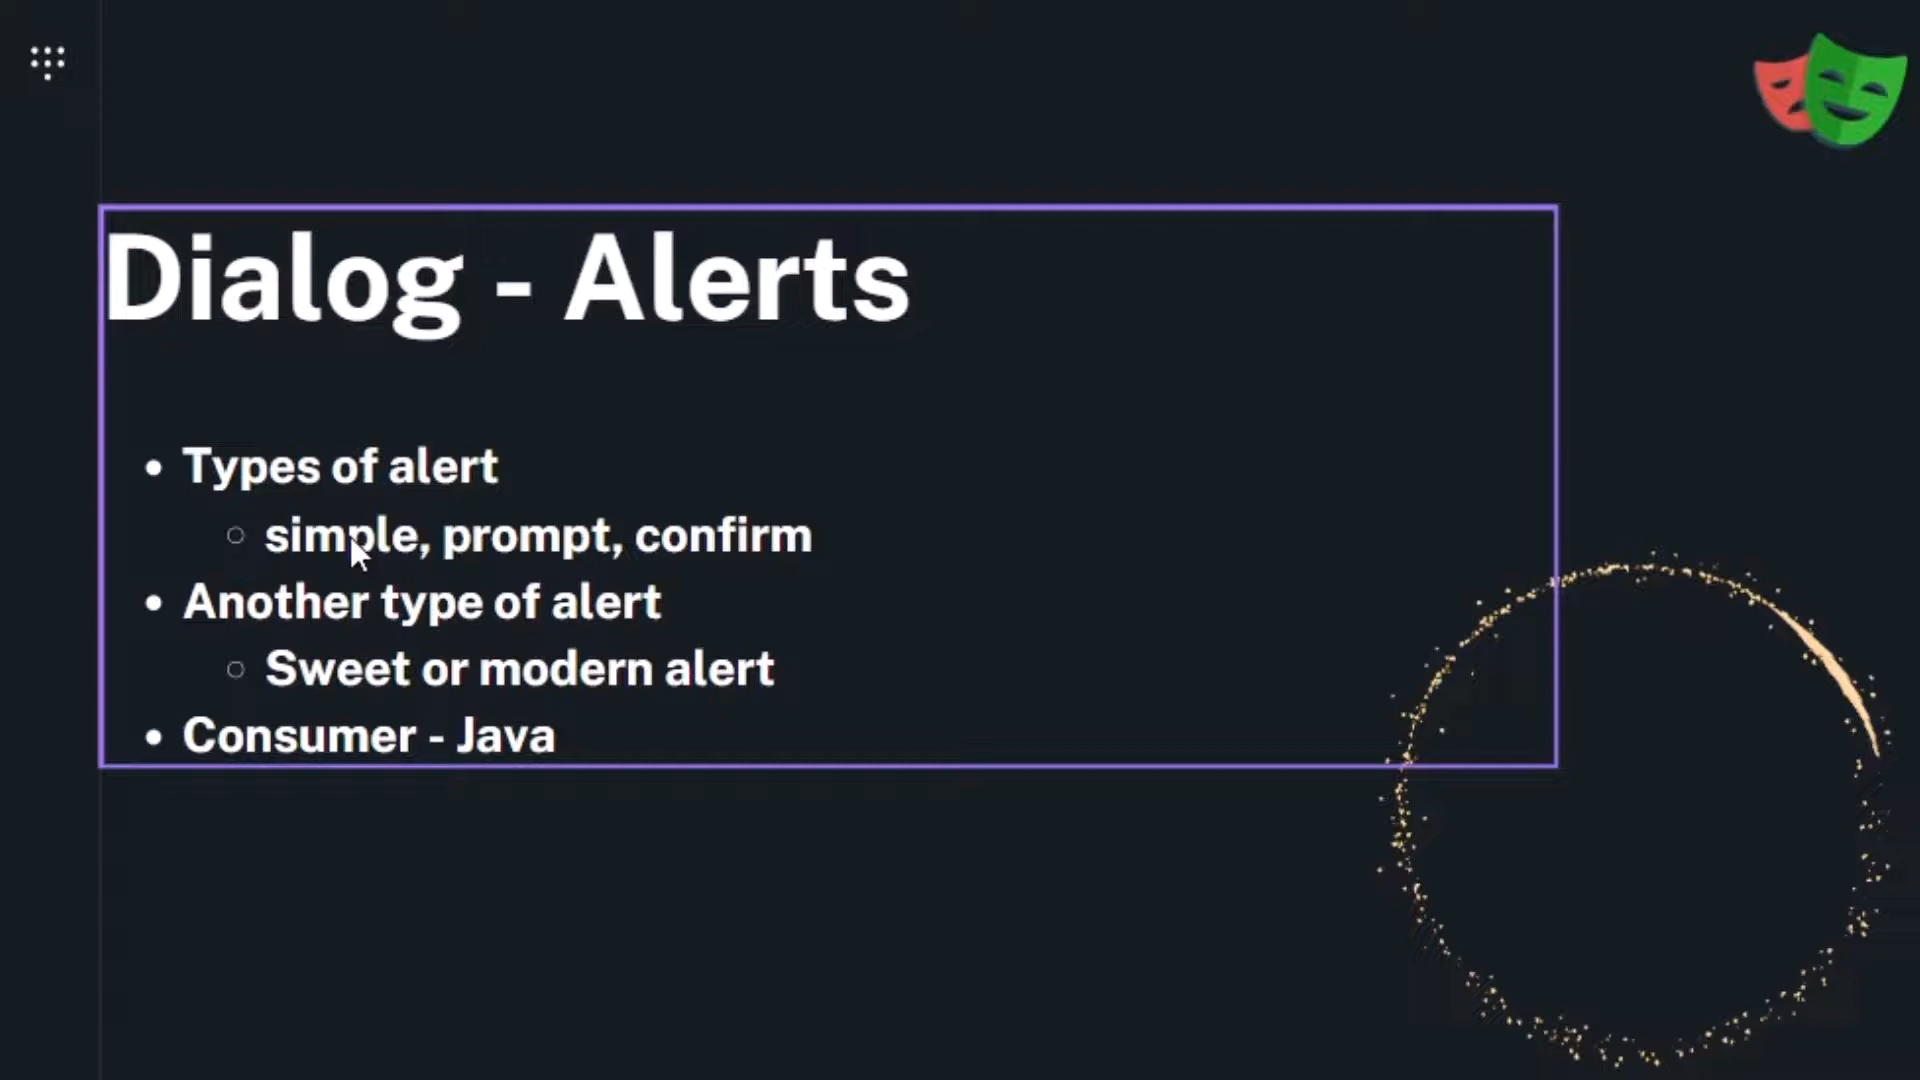 Dialog - Alerts
Types of alert
simple, prompt, confirm
Another type of alert
Sweet or modern alert
Consumer - Java